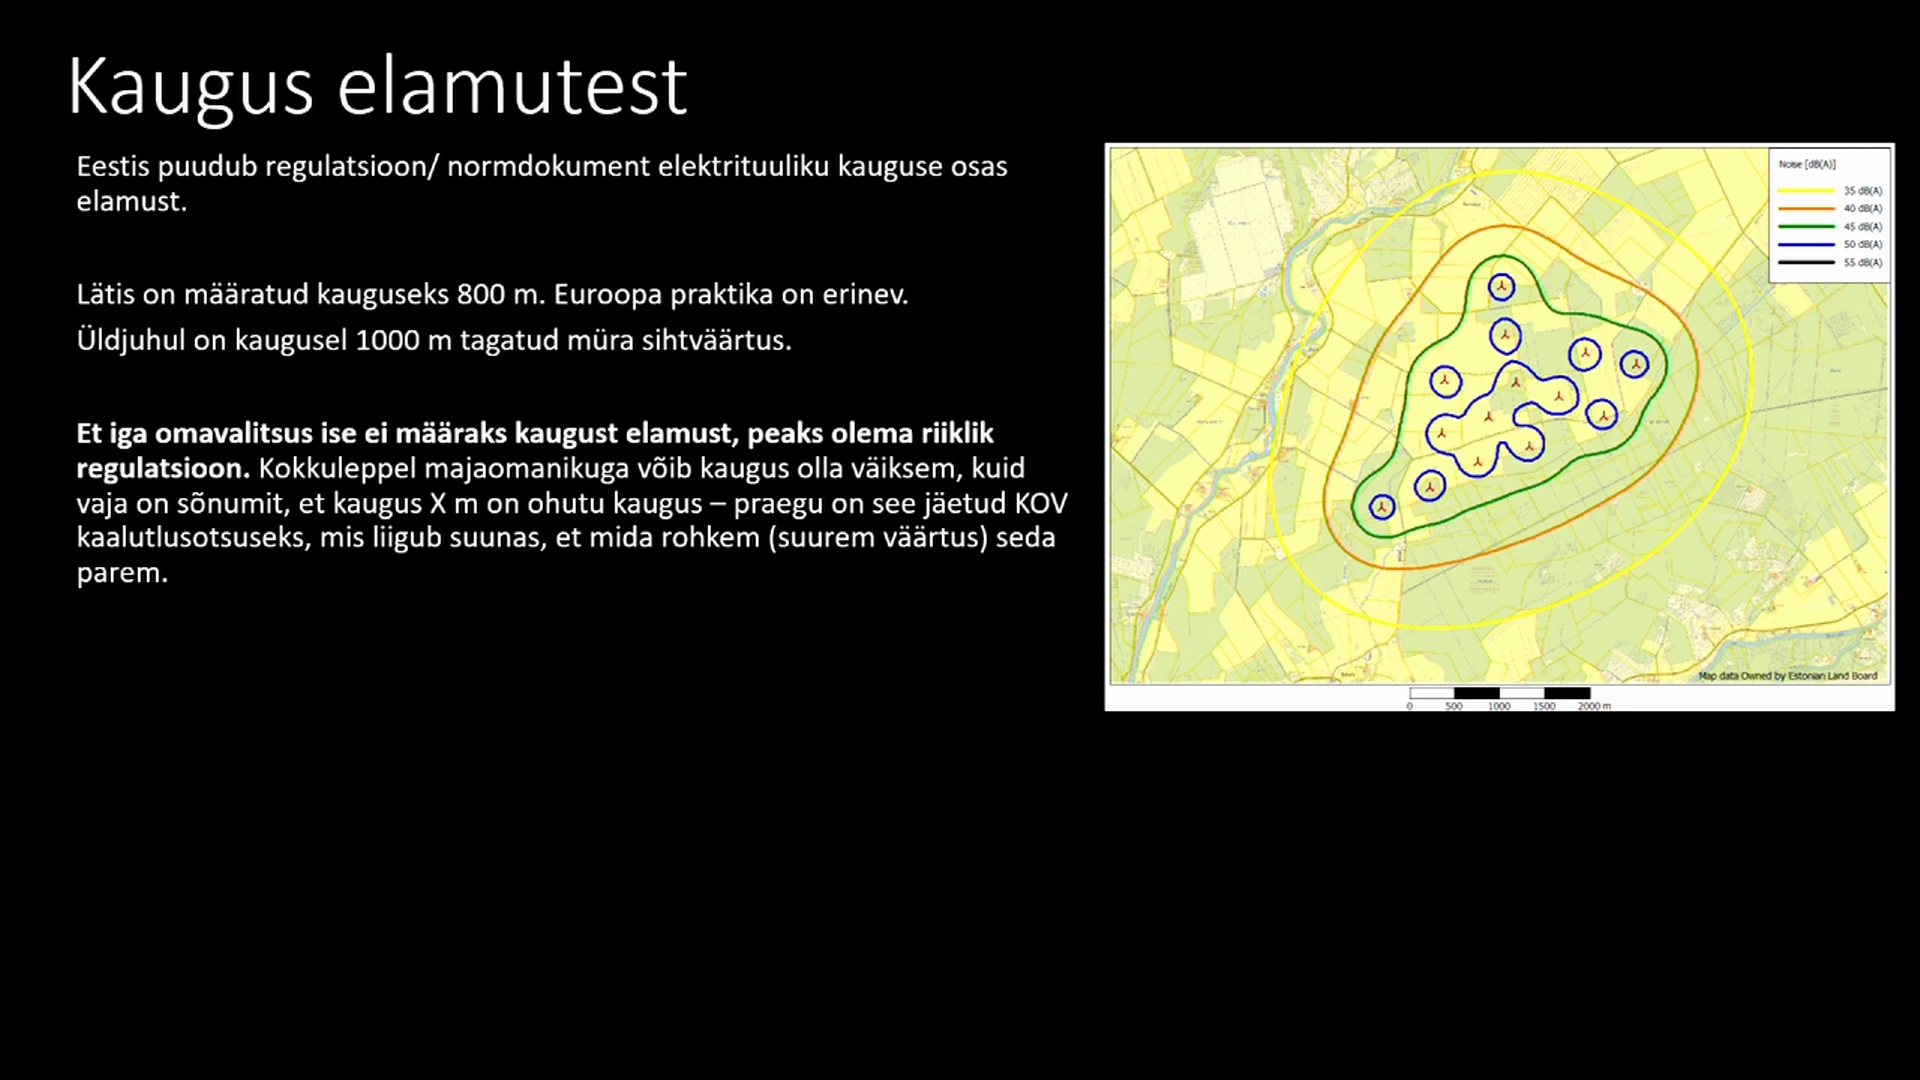 Kaugus elamutest
Eestis puudub regulatsioon/ normdokument elektrituuliku kauguse osas
elamust.
Lätis on määratud kauguseks 800 m. Euroopa praktika on erinev.
Üldjuhul on kaugusel 1000 m tagatud müra sihtväärtus.
Et iga omavalitsus ise ei määraks kaugust elamust, peaks olema riiklik
regulatsioon. Kokkuleppel majaomanikuga võib kaugus olla väiksem, kuid
vaja on sõnumit, et kaugus X m on ohutu kaugus – praegu on see jäetud KOV
kaalutlusotsuseks, mis liigub suunas, et mida rohkem (suurem väärtus) seda
parem.
Noise [dB(A)]
35 dB(A)
40 dB(A)
45 dB(A)
50 dB(A)
55 dB(A)
Map data Owned by Estonian Land Board
0 500 1000 1500 2000 m